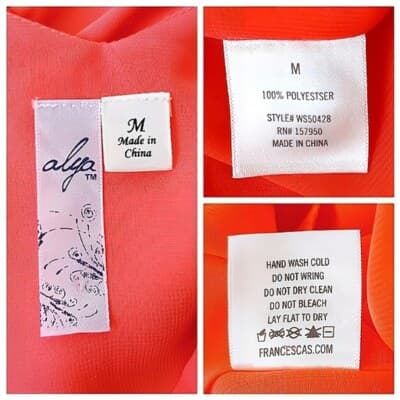 alya
TM
M
Made in
China
M
100% POLYESTSER
STYLE# WS50428
RN# 157950
MADE IN CHINA
HAND WASH COLD
DO NOT WRING
DO NOT DRY CLEAN
DO NOT BLEACH
LAY FLAT TO DRY
FRANCESCAS.COM